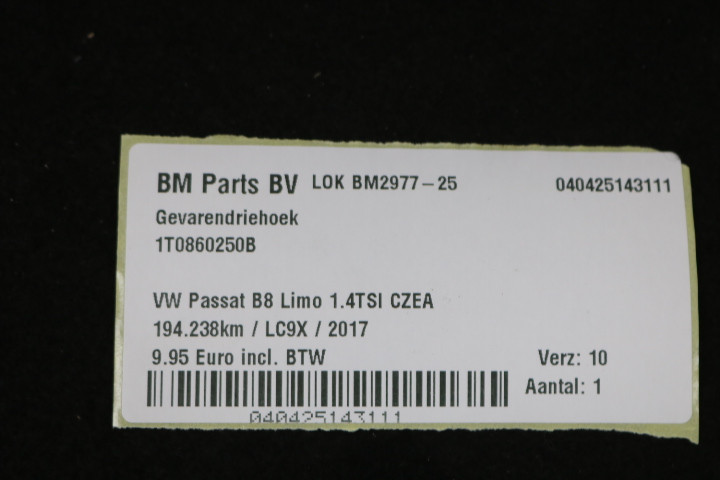 BM Parts BV LOK BM2977-25 040425143111
Gevarendriehoek
1T0860250B
VW Passat B8 Limo 1.4TSI CZEA
194.238km / LC9X / 2017
9.95 Euro incl. BTW Verz: 10
Aantal: 1
040425143111